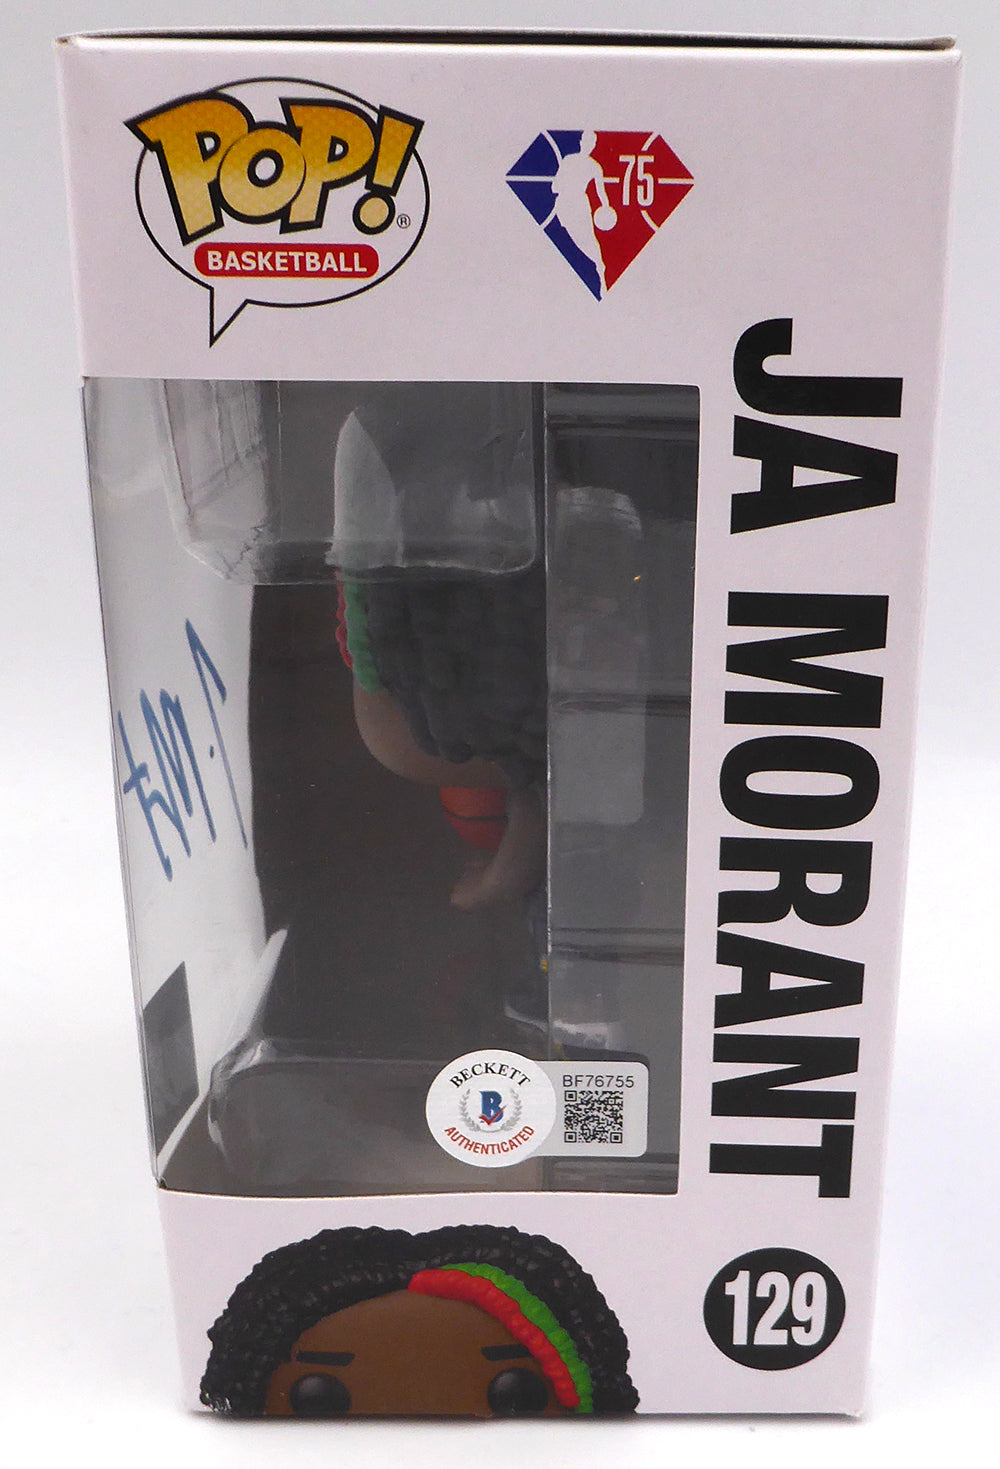 POP!®
BASKETBALL
75
JA MORANT
BECKETT
B
AUTHENTICATED
BF76755
129